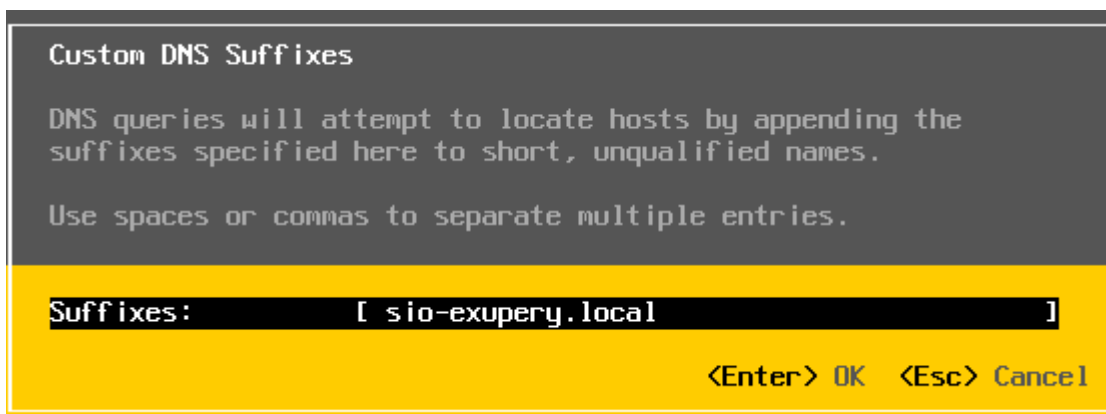 Custom DNS Suffixes
DNS queries will attempt to locate hosts by appending the
suffixes specified here to short, unqualified names.
Use spaces or commas to separate multiple entries.
Suffixes: [ sio-exupery.local ]
<Enter> OK <Esc> Cancel